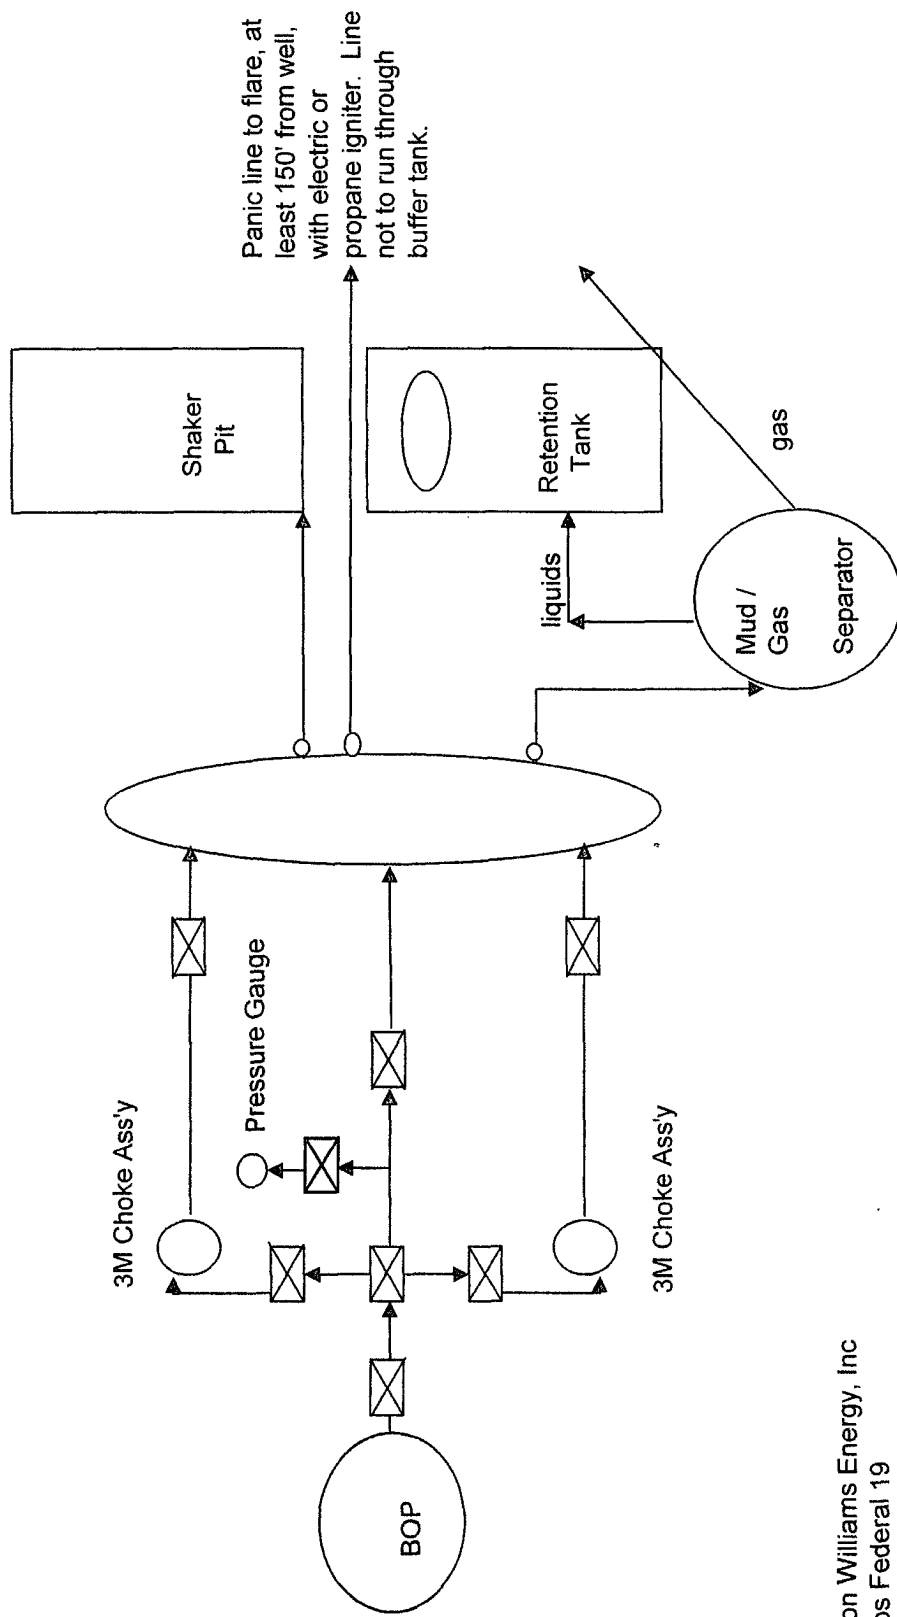 Panic line to flare, at
least 150' from well,
with electric or
propane igniter. Line
not to run through
buffer tank.
Shaker
Pit
Retention
Tank
liquids
gas
Mud /
Gas
Separator
3M Choke Ass'y
Pressure Gauge
3M Choke Ass'y
BOP
Williams Energy, Inc
Federal 19